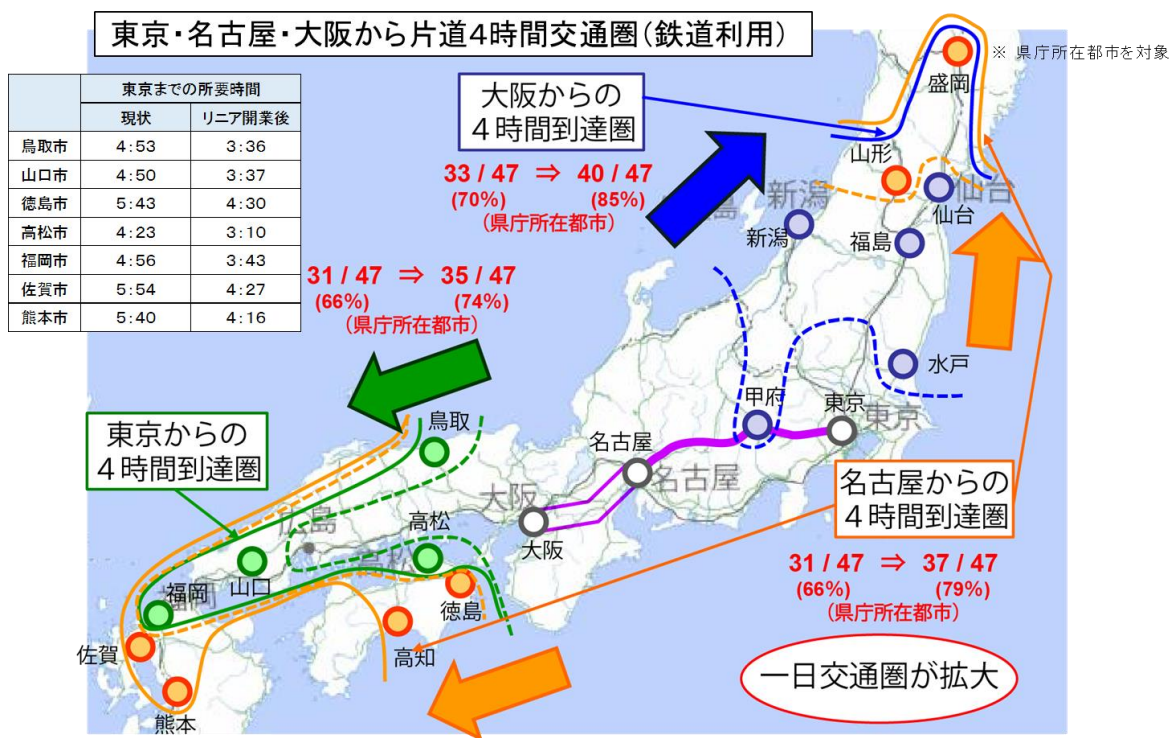 東京・名古屋・大阪から片道4時間交通圏(鉄道利用)
※ 県庁所在都市を対象
東京までの所要時間
現状 リニア開業後
鳥取市 4:53 3:36
山口市 4:50 3:37
徳島市 5:43 4:30
高松市 4:23 3:10
福岡市 4:56 3:43
佐賀市 5:54 4:27
熊本市 5:40 4:16
大阪からの
4時間到達圏
33 / 47 ⇒ 40 / 47
(70%) (85%)
(県庁所在都市)
31 / 47 ⇒ 35 / 47
(66%) (74%)
(県庁所在都市)
盛岡
山形
仙台
仙台
新潟
新潟
福島
水戸
甲府
東京
東京
名古屋
名古屋
大阪
大阪
東京からの
4時間到達圏
鳥取
広島
高松
高松
山口
福岡
福岡
徳島
高知
佐賀
熊本
名古屋からの
4時間到達圏
31 / 47 ⇒ 37 / 47
(66%) (79%)
(県庁所在都市)
一日交通圏が拡大